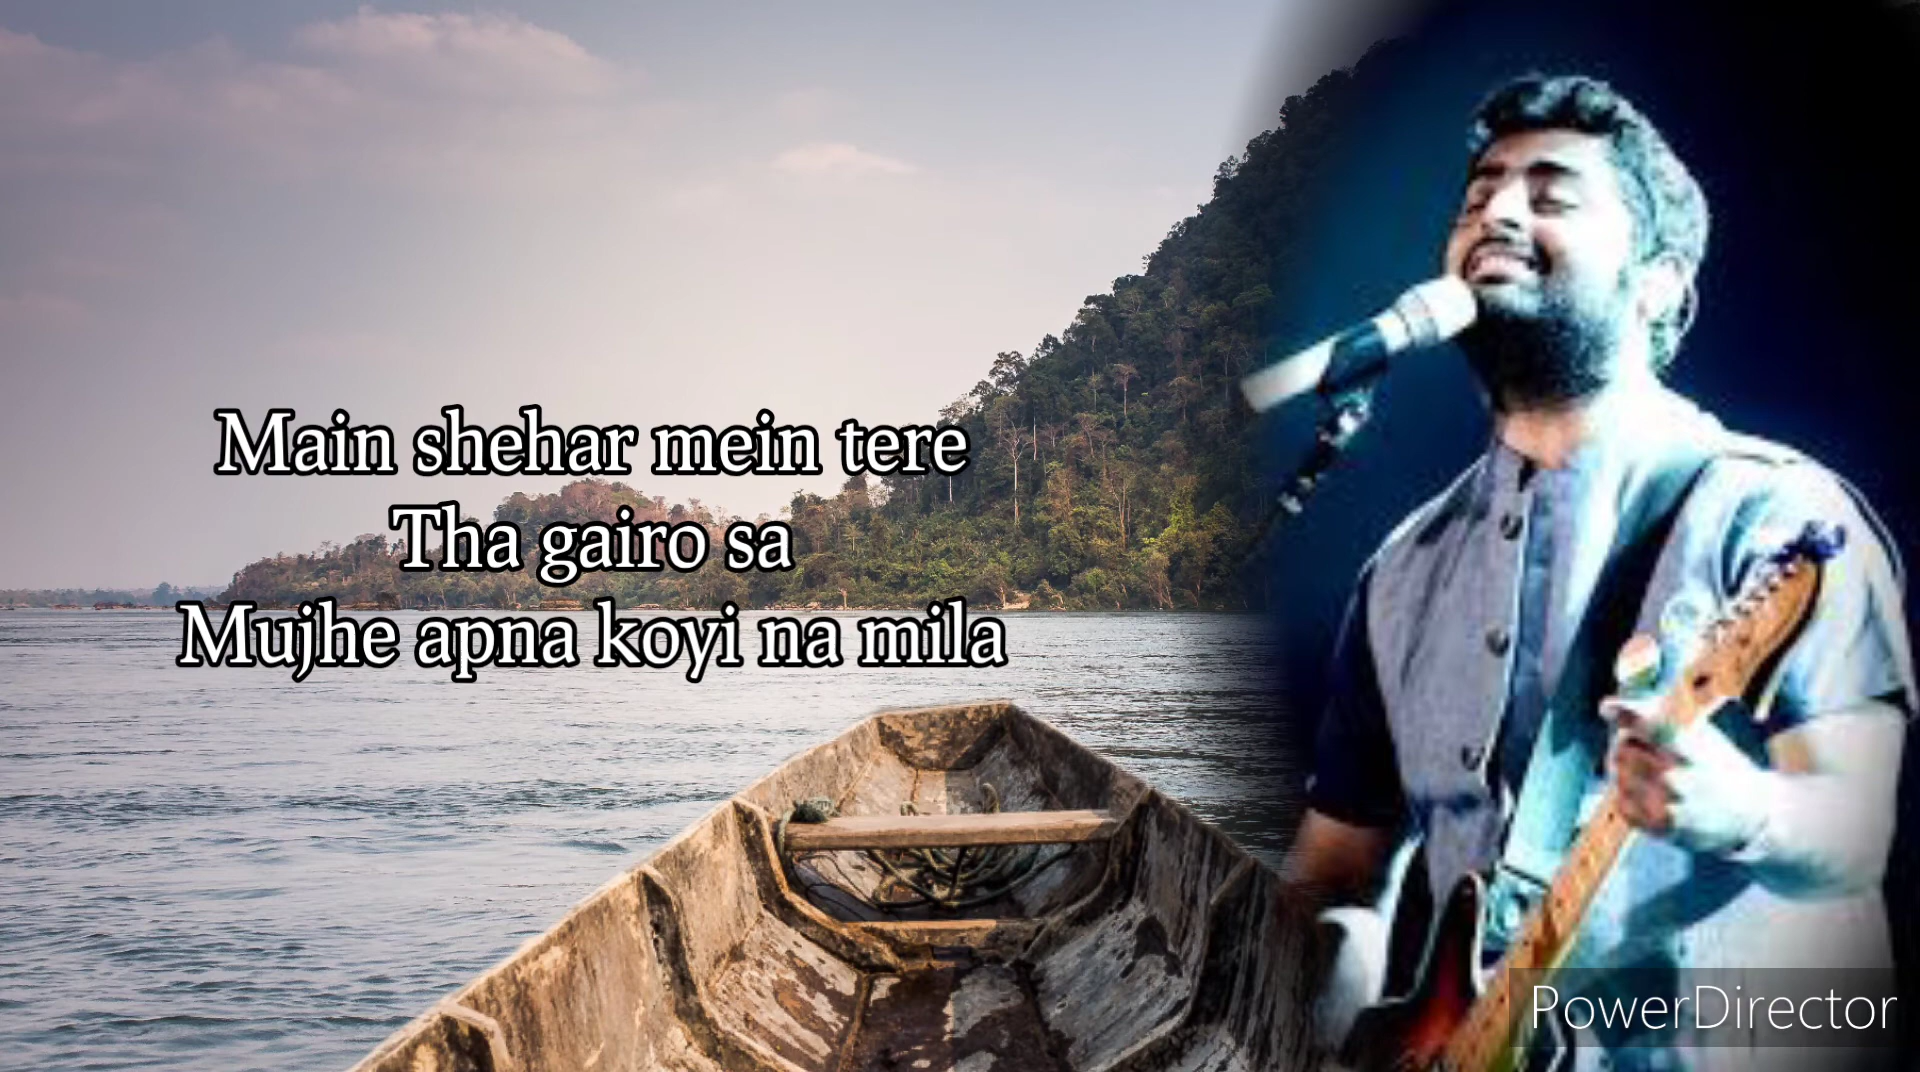 Main shehar mein tere
Tha gairo sa
Mujhe apna koyi na mila
PowerDirector